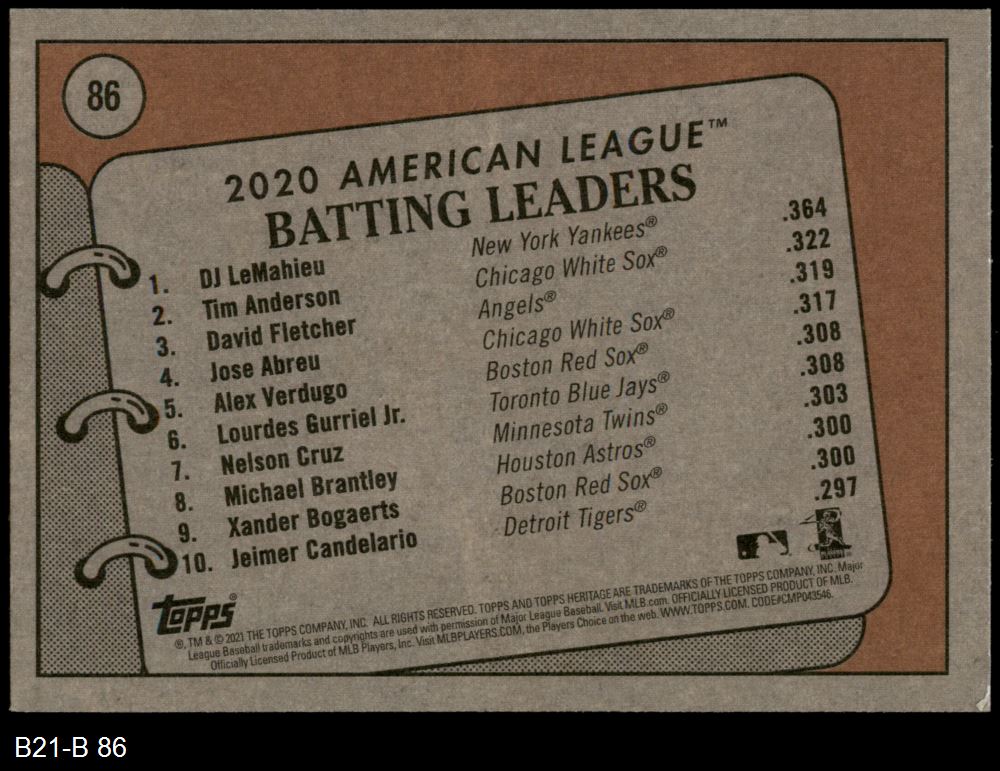 86
2020 AMERICAN LEAGUE™
BATTING LEADERS
1. DJ LeMahieu New York Yankees® .364
2. Tim Anderson Chicago White Sox® .322
3. David Fletcher Angels® .319
4. Jose Abreu Chicago White Sox® .317
5. Alex Verdugo Boston Red Sox® .308
6. Lourdes Gurriel Jr. Toronto Blue Jays® .308
7. Nelson Cruz Minnesota Twins® .303
8. Michael Brantley Houston Astros® .300
9. Xander Bogaerts Boston Red Sox® .300
10. Jeimer Candelario Detroit Tigers® .297
TOPPS®
®, TM & © 2021 THE TOPPS COMPANY, INC. ALL RIGHTS RESERVED. TOPPS AND TOPPS HERITAGE ARE TRADEMARKS OF THE TOPPS COMPANY, INC. Major
League Baseball trademarks and copyrights are used with permission of Major League Baseball. Visit MLB.com. OFFICIALLY LICENSED PRODUCT OF MLB.
Officially Licensed Product of MLB Players, Inc. Visit MLBPLAYERS.COM, the Players Choice on the web. WWW.TOPPS.COM. CODE#CMP043546.
B21-B 86